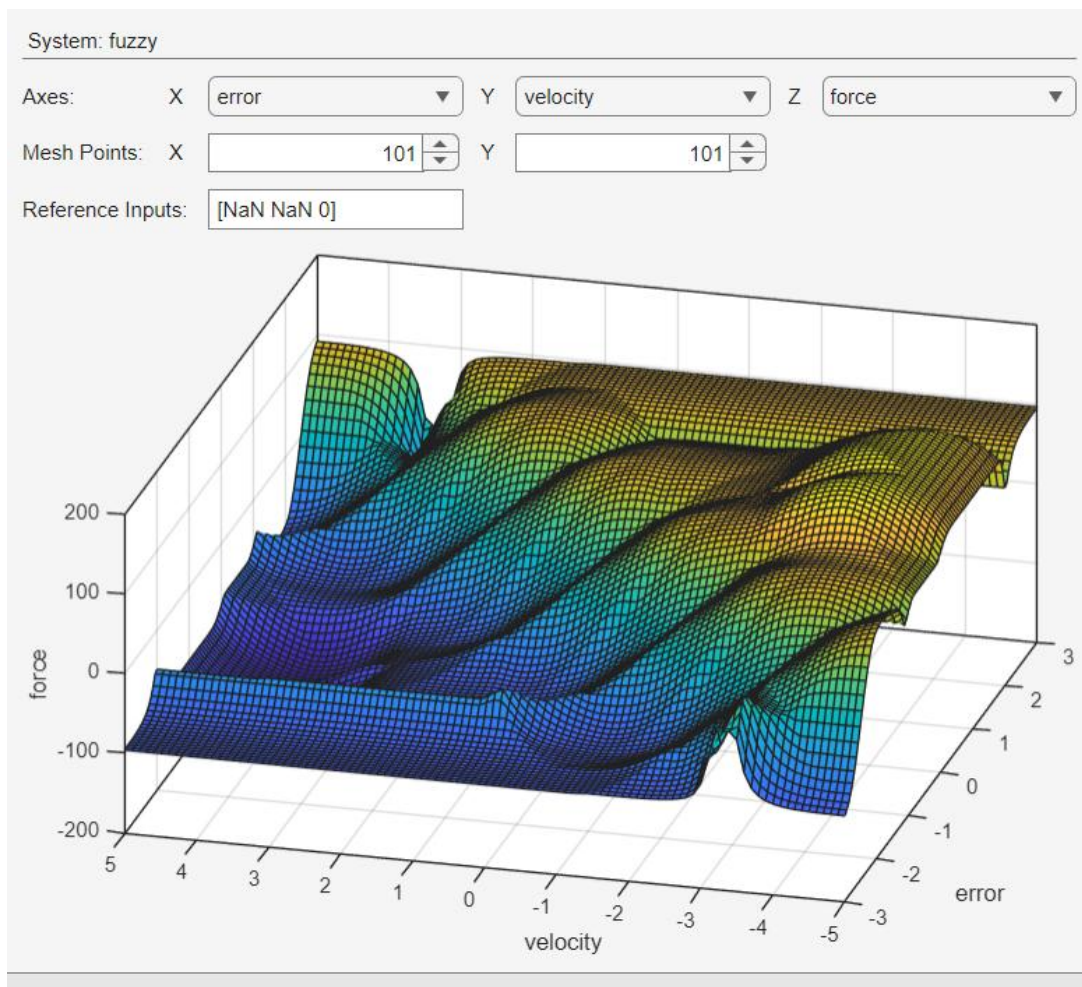 System: fuzzy
Axes: X error Y velocity Z force
Mesh Points: X 101 Y 101
Reference Inputs: [NaN NaN 0]
200
100
0
-100
-200
force
5 4 3 2 1 0 -1 -2 -3 -4 -5
velocity
3
2
1
0
-1
-2
-3
error